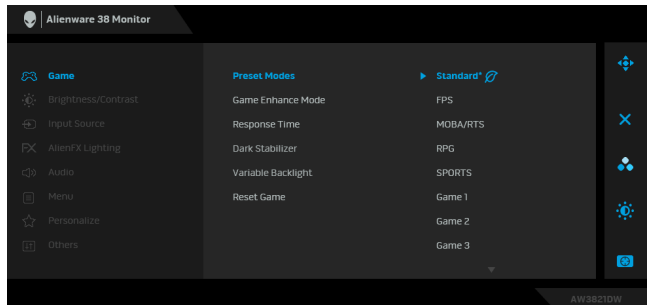 Alienware 38 Monitor
Game
Brightness/Contrast
Input Source
AlienFX Lighting
Audio
Menu
Personalize
Others
Preset Modes
Game Enhance Mode
Response Time
Dark Stabilizer
Variable Backlight
Reset Game
Standard*
FPS
MOBA/RTS
RPG
SPORTS
Game 1
Game 2
Game 3
AW3821DW